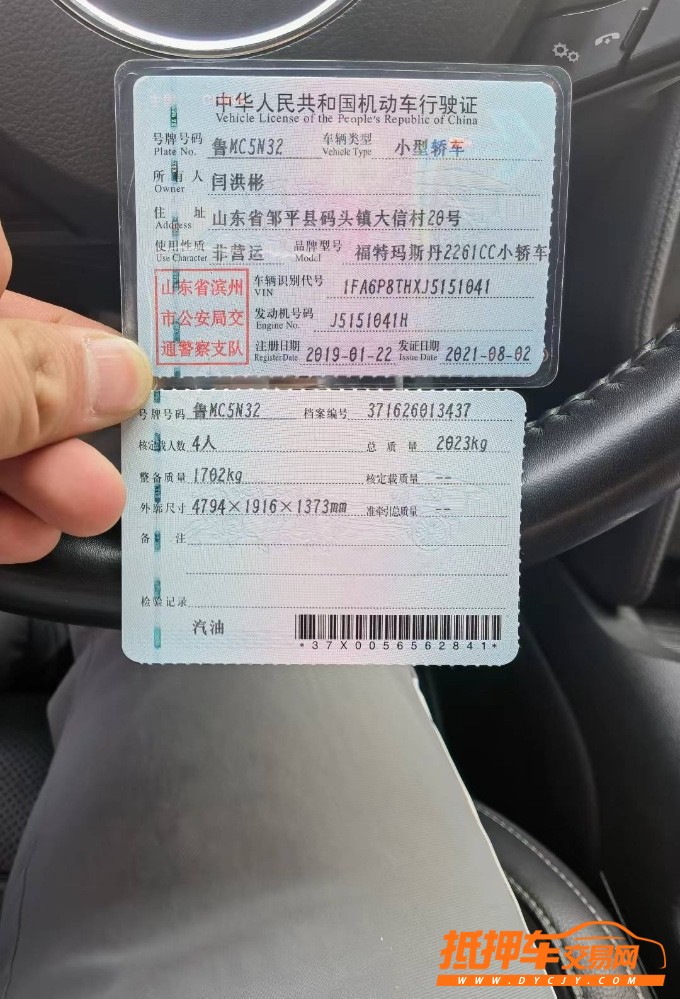 中华人民共和国机动车行驶证
Vehicle License of the People's Republic of China
号牌号码 鲁MC5N32 车辆类型 小型轿车
Plate No. Vehicle Type
所有人 闫洪彬
Owner
住址 山东省邹平县码头镇大信村20号
Address
使用性质 非营运 品牌型号 福特玛斯丹2261CC小轿车
Use Character Model
山东省滨州
市公安局交
通警察支队
车辆识别代号 1FA6P8THXJ5151041
VIN
发动机号码 J5151041H
Engine No.
注册日期 2019-01-22 发证日期 2021-08-02
Register Date Issue Date
号牌号码 鲁MC5N32 档案编号 371626013437
核定载人数 4人 总质量 2023kg
整备质量 1702kg 核定载质量 --
外廓尺寸 4794×1916×1373mm 准牵引总质量 --
备注
检验记录
汽油
*37X0056562841*
抵押车交易网
WWW.DYCJY.COM